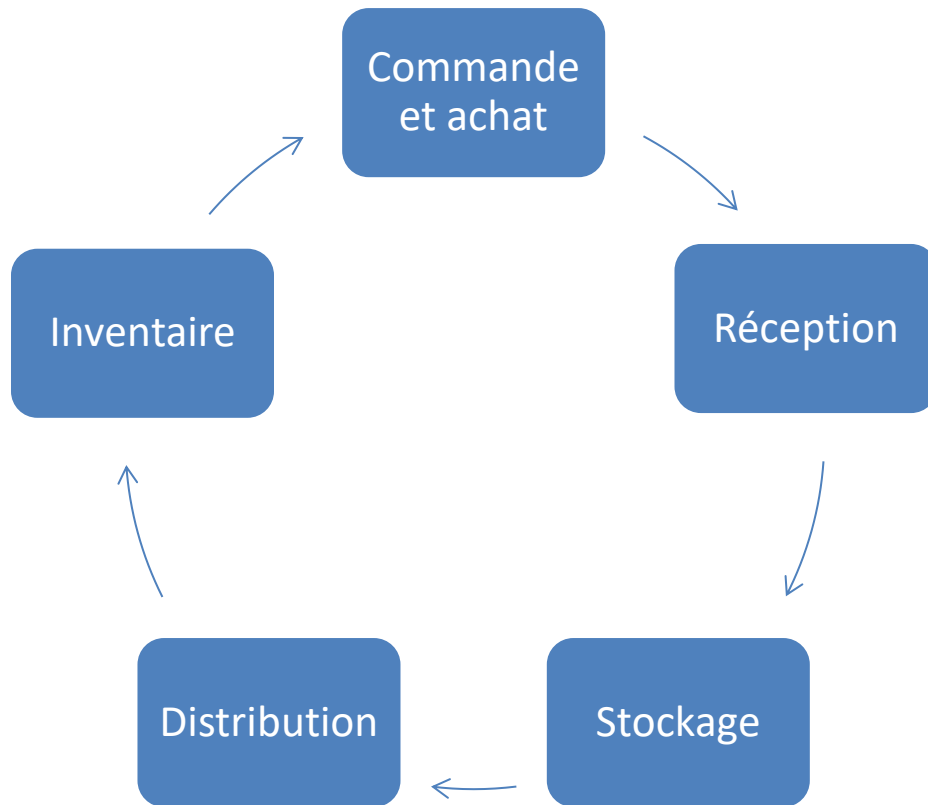 Commande
et achat
Réception
Stockage
Distribution
Inventaire